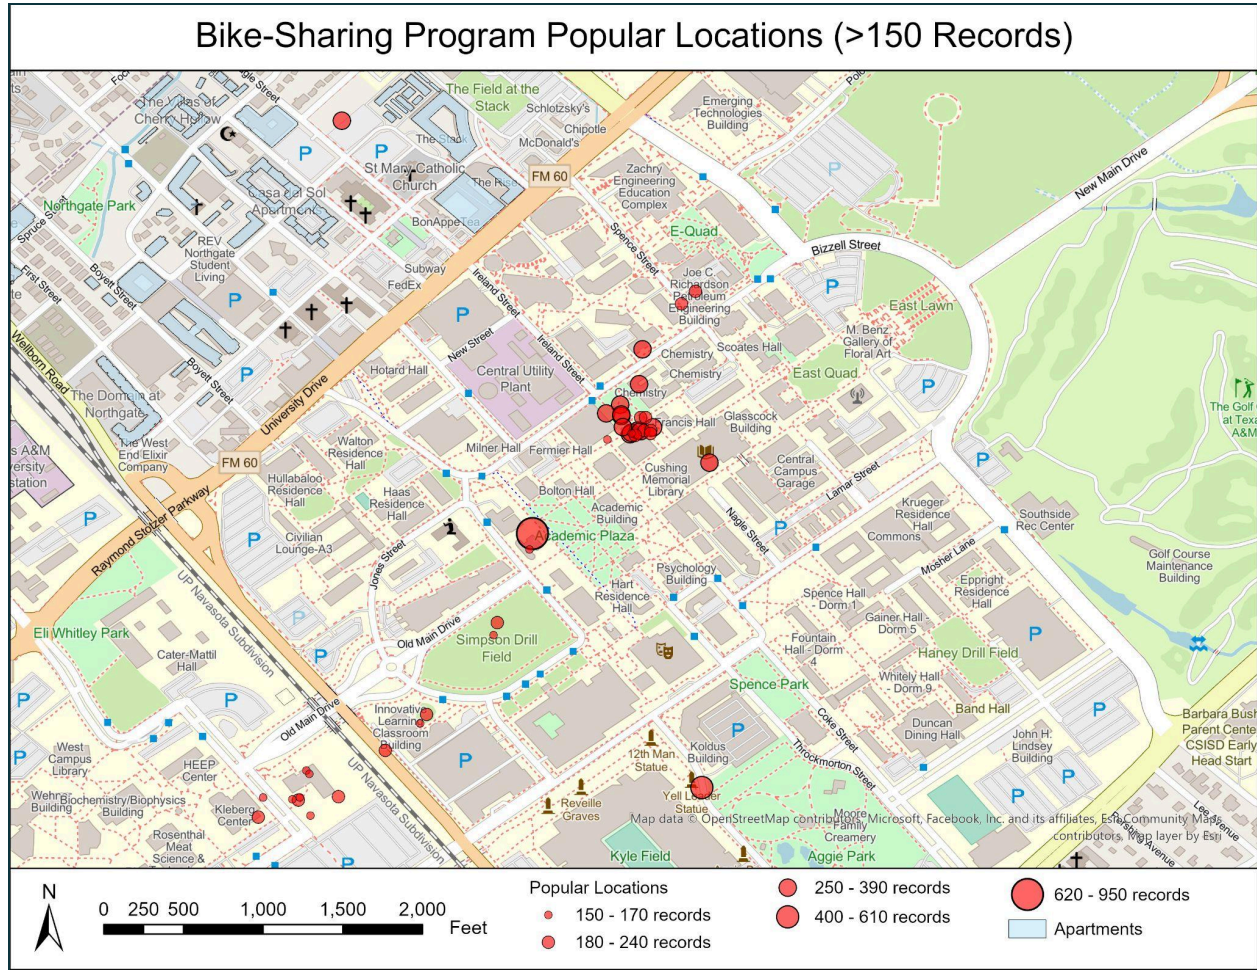 Bike-Sharing Program Popular Locations (>150 Records)
The Villas of
Cherry Hollow
The Field at the
Stack
Schlotzsky's
Chipotle
McDonald's
Emerging
Technologies
Building
The Stack
P
P
P
St Mary Catholic
Church
The Rise
FM 60
Zachry
Engineering
Education
Complex
New Main Drive
Casa del Sol
Apartments
Northgate Park
Spruce Street
BonAppeTea
E-Quad
Spence Street
Bizzell Street
REV
Northgate
Student
Living
Subway
FedEx
Ireland Street
Joe C.
Richardson
Petroleum
Engineering
Building
First Street
Boyett Street
P
P
P
East Lawn
New Street
Ireland Street
Chemistry
Scoates Hall
M. Benz
Gallery of
Floral Art
Wellborn Road
Boyett Street
P
Hotard Hall
Central Utility
Plant
Chemistry
East Quad
P
The Domain at
Northgate
University Drive
Chemistry
Francis Hall
Glasscock
Building
The Golf
at Texa
A&M
The West
End Elixir
Company
Walton
Residence
Hall
Milner Hall
Fermier Hall
s A&M
versity
station
FM 60
Hullabaloo
Residence
Hall
Haas
Residence
Hall
Bolton Hall
Cushing
Memorial
Library
Central
Campus
Garage
Lamar Street
P
P
Raymond Stotzer Parkway
P
Civilian
Lounge-A3
Academic
Building
Academic Plaza
Nagle Street
P
Krueger
Residence
Hall
Commons
Southside
Rec Center
Mosher Lane
Golf Course
Maintenance
Building
Jones Street
Psychology
Building
Hart
Residence
Hall
Spence Hall
- Dorm 1
Eppright
Residence
Hall
UP Navasota Subdivision
Eli Whitley Park
Old Main Drive
Simpson Drill
Field
Gainer Hall -
Dorm 5
P
P
Cater-Mattil
Hall
Fountain
Hall - Dorm
4
Haney Drill Field
Spence Park
Whitely Hall
- Dorm 9
P
Old Main Drive
Innovative
Learning
Classroom
Building
Coke Street
Band Hall
P
Duncan
Dining Hall
Barbara Bush
Parent Cente
CSISD Early
Head Start
P
West
Campus
Library
HEEP
Center
P
12th Man
Statue
Koldus
Building
P
Throckmorton Street
John H.
Lindsey
Building
UP Navasota Subdivision
Biochemistry/Biophysics
Building
Kleberg
Center
Reveille
Graves
Yell Leader
Statue
P
P
Lee Avenue
Pershing Avenue
Moore
Family
Creamery
Map data © OpenStreetMap contributors, Microsoft, Facebook, Inc. and its affiliates, Esri Community Maps
contributors, Map layer by Esri
Rosenthal
Meat
Science &
P
Kyle Field
Aggie Park
N
0 250 500 1,000 1,500 2,000
Feet
Popular Locations
150 - 170 records
180 - 240 records
250 - 390 records
400 - 610 records
620 - 950 records
Apartments